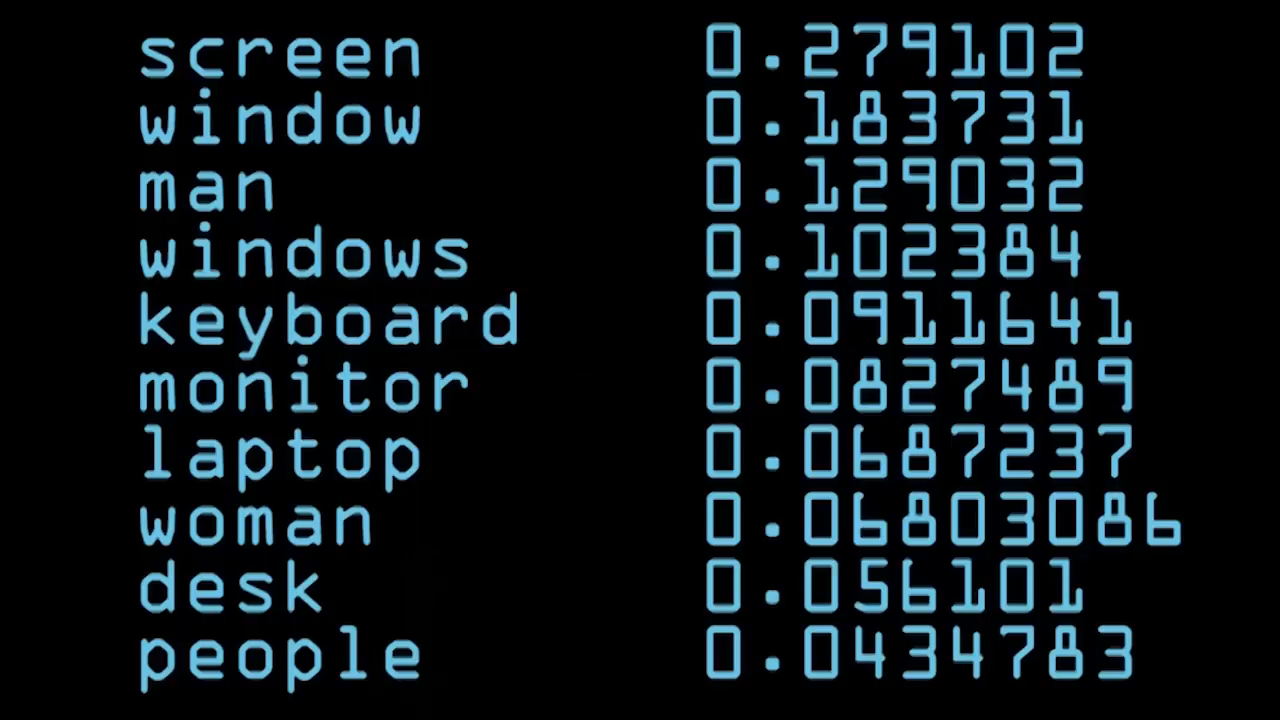 screen 0.279102
window 0.183731
man 0.129032
windows 0.102384
keyboard 0.0911641
monitor 0.0827489
laptop 0.0687237
woman 0.06803086
desk 0.056101
people 0.0434783